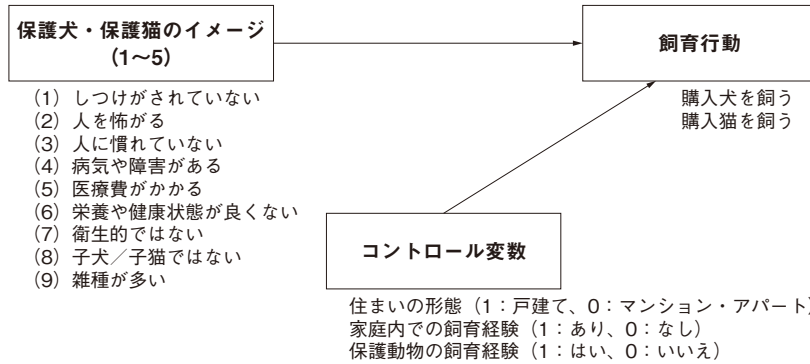 保護犬・保護猫のイメージ
(1〜5)
(1) しつけがされていない
(2) 人を怖がる
(3) 人に慣れていない
(4) 病気や障害がある
(5) 医療費がかかる
(6) 栄養や健康状態が良くない
(7) 衛生的ではない
(8) 子犬／子猫ではない
(9) 雑種が多い
飼育行動
購入犬を飼う
購入猫を飼う
コントロール変数
住まいの形態（1：戸建て、0：マンション・アパート）
家庭内での飼育経験（1：あり、0：なし）
保護動物の飼育経験（1：はい、0：いいえ）